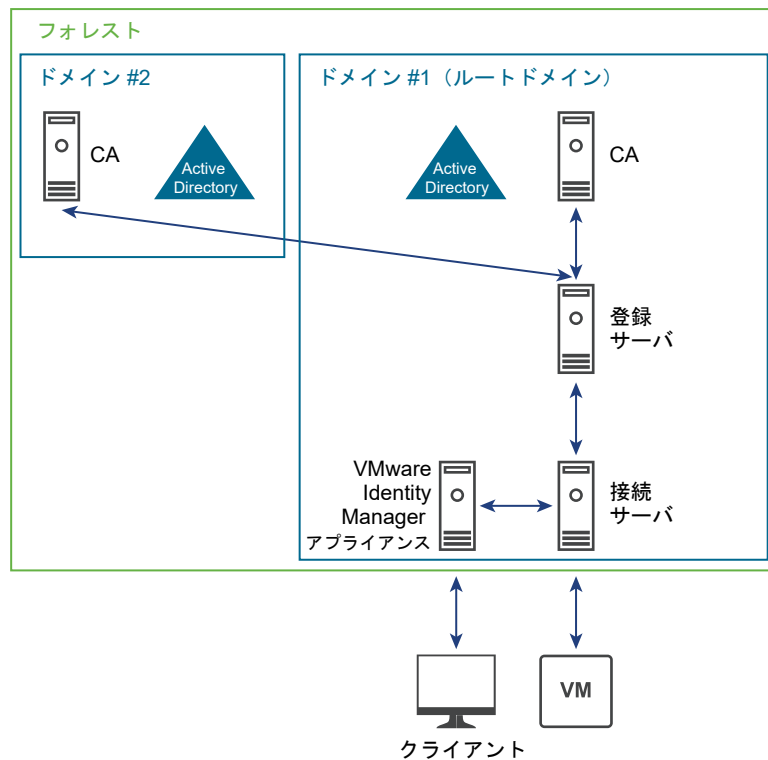 フォレスト
ドメイン #2
CA
Active
Directory
ドメイン #1（ルートドメイン）
Active
Directory
CA
登録
サーバ
VMware
Identity
Manager
アプライアンス
接続
サーバ
クライアント
VM